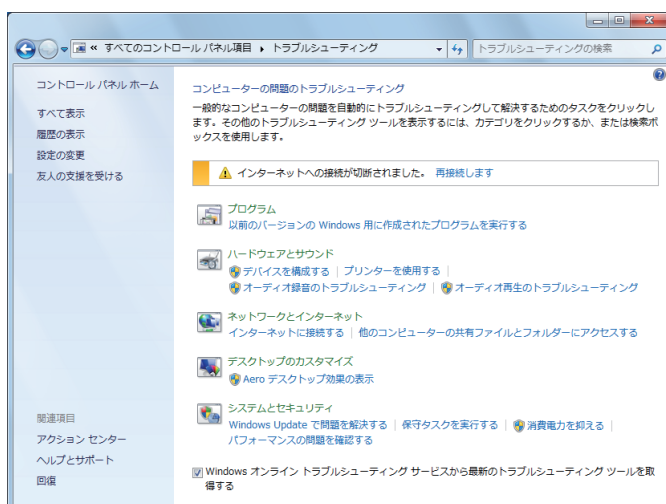 « すべてのコントロール パネル項目 ▸ トラブルシューティング
トラブルシューティングの検索
コントロール パネル ホーム
すべて表示
履歴の表示
設定の変更
友人の支援を受ける
コンピューターの問題のトラブルシューティング
一般的なコンピューターの問題を自動的にトラブルシューティングして解決するためのタスクをクリックし
ます。その他のトラブルシューティング ツールを表示するには、カテゴリをクリックするか、または検索ボ
ックスを使用します。
インターネットへの接続が切断されました。 再接続します
プログラム
以前のバージョンの Windows 用に作成されたプログラムを実行する
ハードウェアとサウンド
デバイスを構成する | プリンターを使用する |
オーディオ録音のトラブルシューティング | オーディオ再生のトラブルシューティング
ネットワークとインターネット
インターネットに接続する | 他のコンピューターの共有ファイルとフォルダーにアクセスする
デスクトップのカスタマイズ
Aero デスクトップ効果の表示
システムとセキュリティ
Windows Update で問題を解決する | 保守タスクを実行する | 消費電力を抑える |
パフォーマンスの問題を確認する
Windows オンライン トラブルシューティング サービスから最新のトラブルシューティング ツールを取
得する
関連項目
アクション センター
ヘルプとサポート
回復